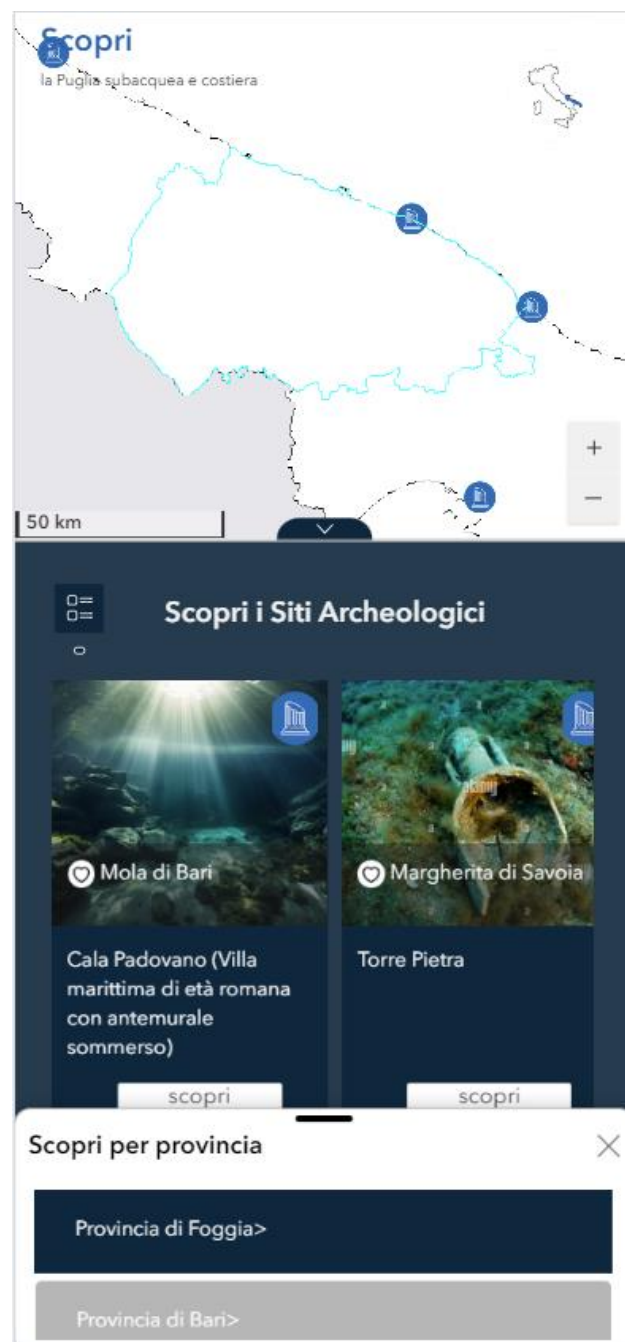 Scopri
la Puglia subacquea e costiera
+
−
50 km
Scopri i Siti Archeologici
alamy
Mola di Bari
Margherita di Savoia
Cala Padovano (Villa
marittima di età romana
con antemurale
sommerso)
Torre Pietra
scopri
scopri
Scopri per provincia
Provincia di Foggia>
Provincia di Bari>